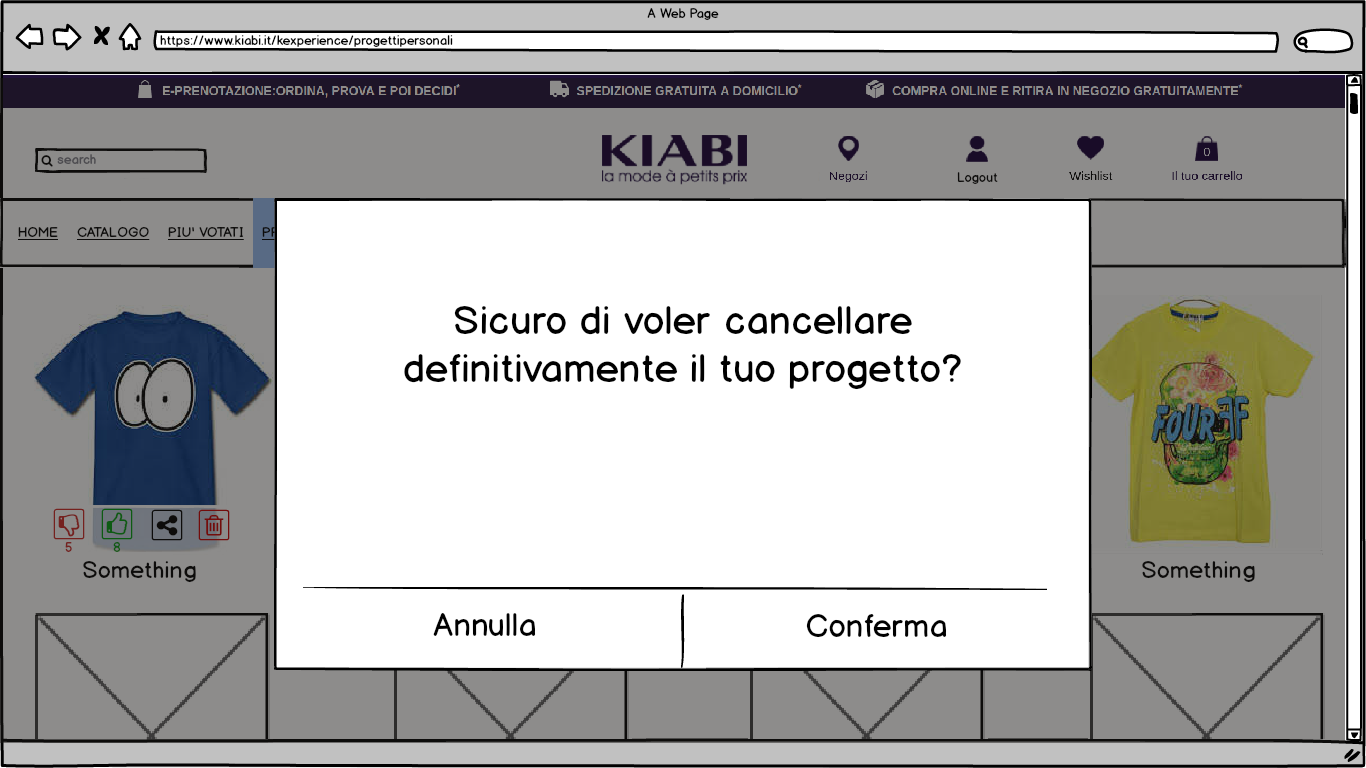 A Web Page
https://www.kiabi.it/kexperience/progettipersonali
E-PRENOTAZIONE:ORDINA, PROVA E POI DECIDI*
SPEDIZIONE GRATUITA A DOMICILIO*
COMPRA ONLINE E RITIRA IN NEGOZIO GRATUITAMENTE*
search
KIABI
la mode à petits prix
Negozi
Logout
Wishlist
0
Il tuo carrello
HOME
CATALOGO
PIU' VOTATI
Sicuro di voler cancellare
definitivamente il tuo progetto?
FOUR
5
8
Something
Something
Annulla
Conferma